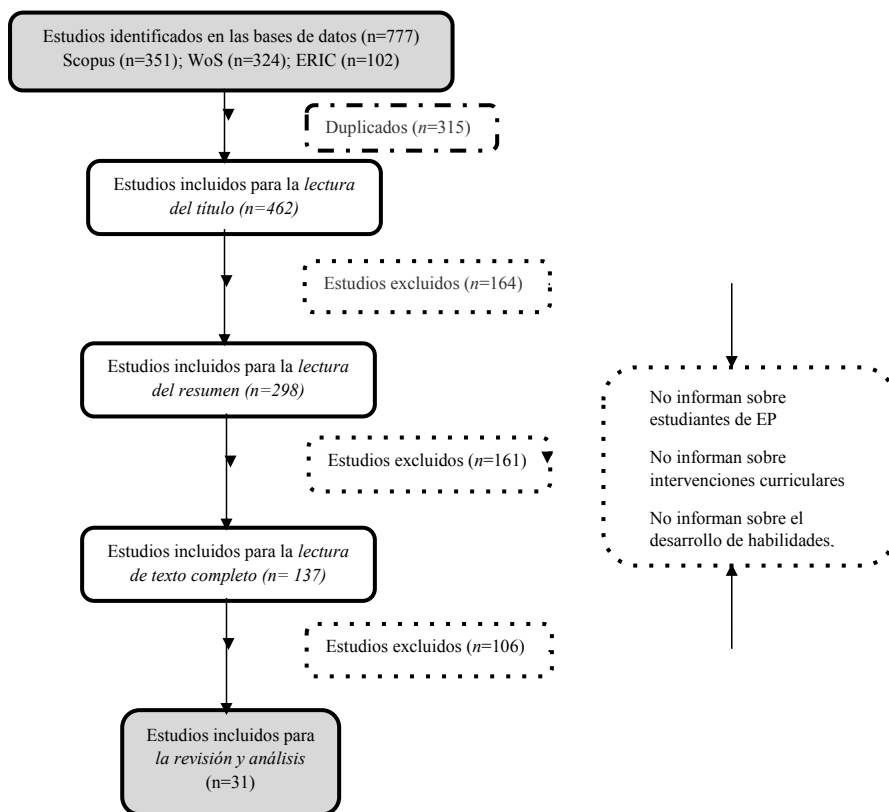 Estudios identificados en las bases de datos (n=777)
Scopus (n=351); WoS (n=324); ERIC (n=102)
Duplicados (n=315)
Estudios incluidos para la lectura
del título (n=462)
Estudios excluidos (n=164)
Estudios incluidos para la lectura
del resumen (n=298)
Estudios excluidos (n=161)
Estudios incluidos para la lectura
de texto completo (n= 137)
Estudios excluidos (n=106)
Estudios incluidos para
la revisión y análisis
(n=31)
No informan sobre
estudiantes de EP
No informan sobre
intervenciones curriculares
No informan sobre el
desarrollo de habilidades.